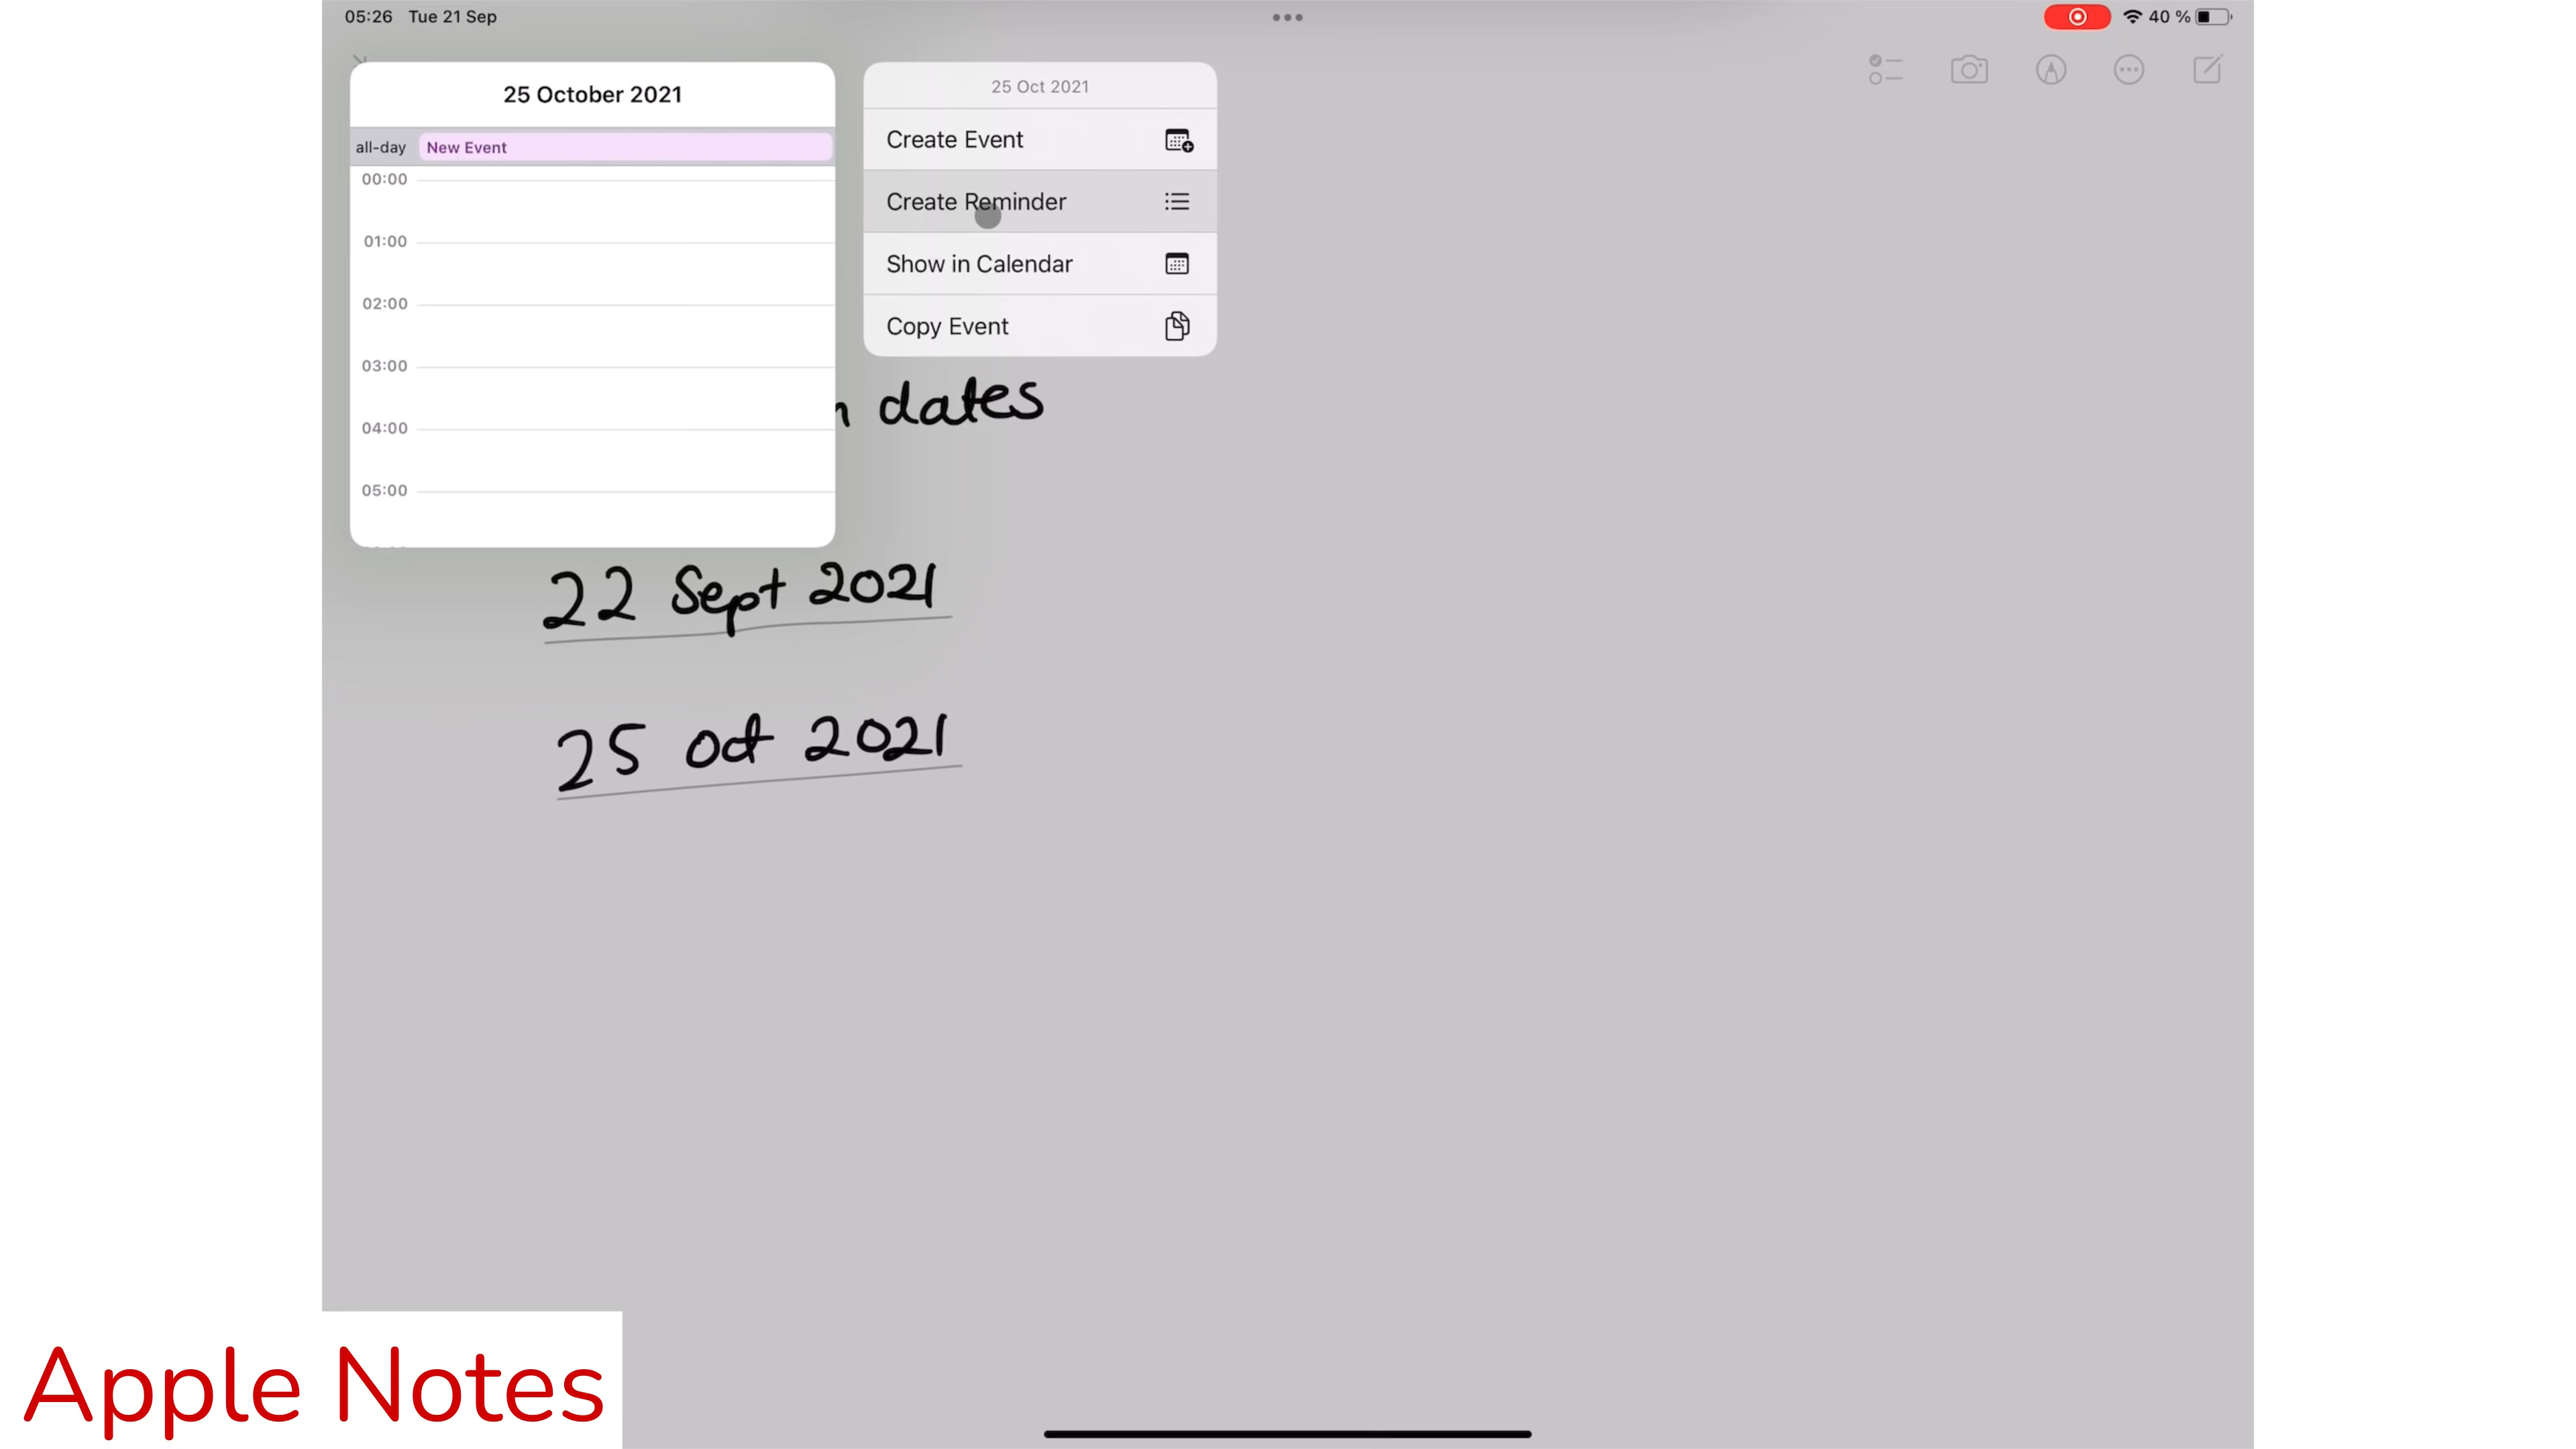 05:26 Tue 21 Sep
40 %
25 October 2021
all-day New Event
00:00
01:00
02:00
03:00
04:00
05:00
25 Oct 2021
Create Event
Create Reminder
Show in Calendar
Copy Event
dates
22 Sept 2021
25 oct 2021
Apple Notes